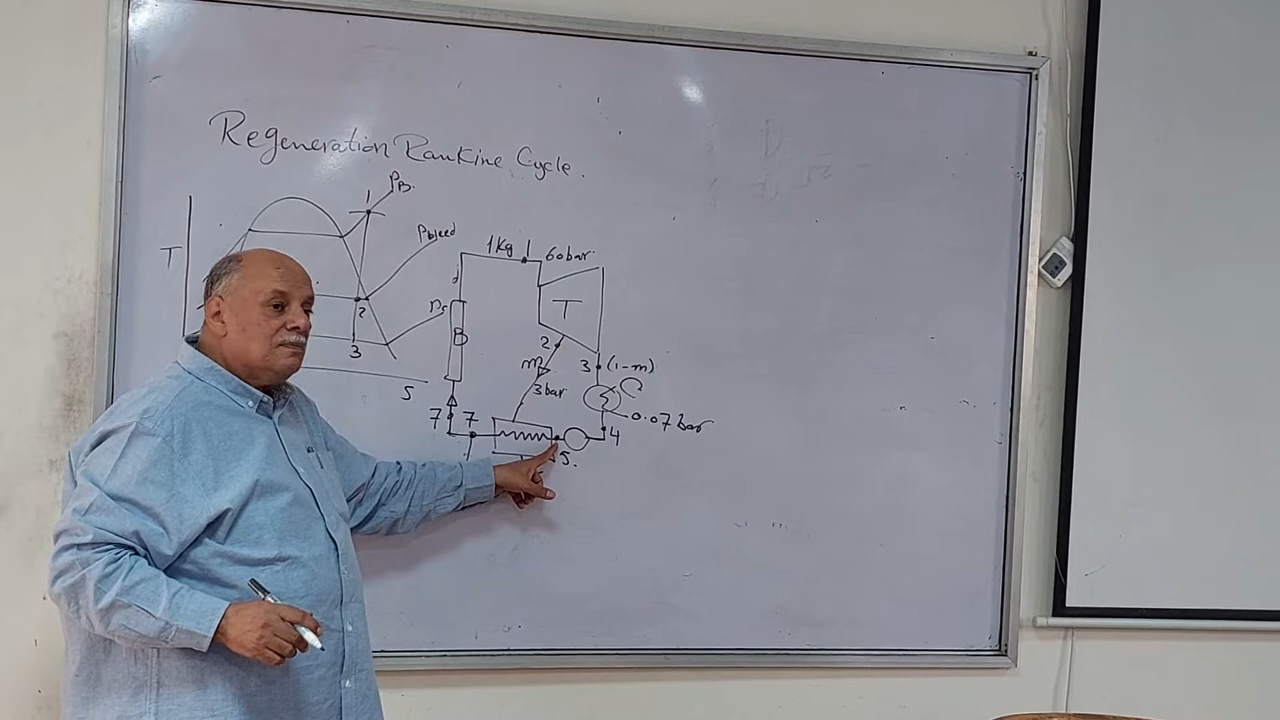 Regeneration Rankine Cycle.
T
1
PB.
Pbleed
2
3
S
1Kg
1
60bar
T
B
2
m
3bar
3
(1-m)
C
0.07 bar
4
7
7
5.